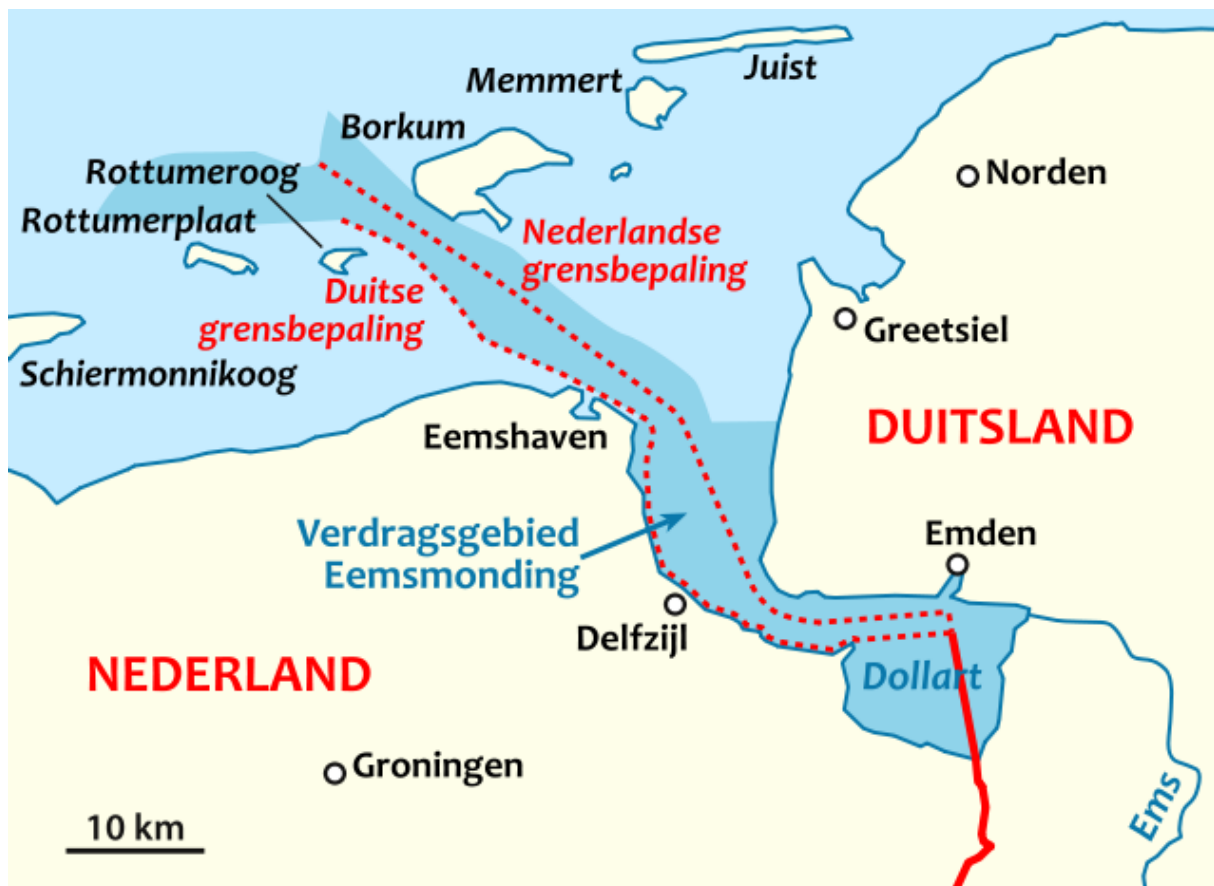 Juist
Memmert
Borkum
Rottumeroog
Norden
Rottumerplaat
Nederlandse
grensbepaling
Duitse
grensbepaling
Greetsiel
Schiermonnikoog
DUITSLAND
Eemshaven
Verdragsgebied
Eemsmonding
Emden
Delfzijl
NEDERLAND
Dollart
Groningen
Ems
10 km